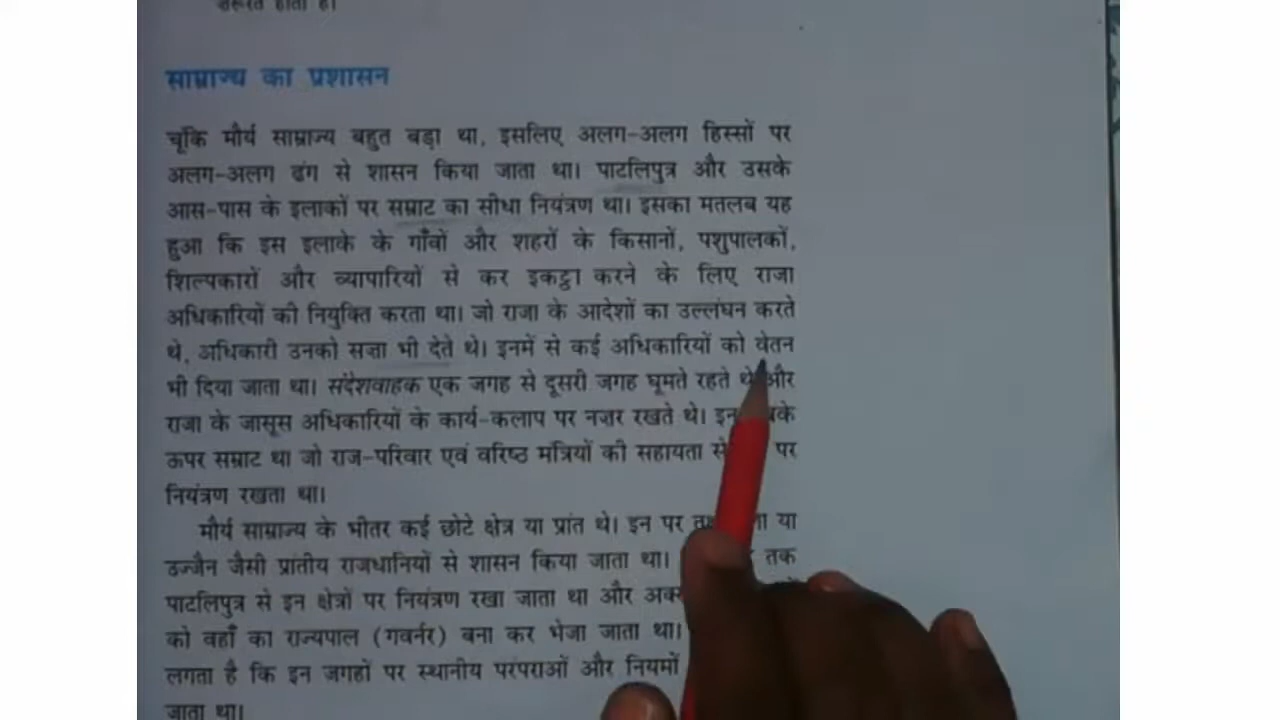 ज़रूरत होती है।
साम्राज्य का प्रशासन
चूंकि मौर्य साम्राज्य बहुत बड़ा था, इसलिए अलग-अलग हिस्सों पर
अलग-अलग ढंग से शासन किया जाता था। पाटलिपुत्र और उसके
आस-पास के इलाकों पर सम्राट का सीधा नियंत्रण था। इसका मतलब यह
हुआ कि इस इलाके के गाँवों और शहरों के किसानों, पशुपालकों,
शिल्पकारों और व्यापारियों से कर इकट्ठा करने के लिए राजा
अधिकारियों की नियुक्ति करता था। जो राजा के आदेशों का उल्लंघन करते
थे, अधिकारी उनको सज़ा भी देते थे। इनमें से कई अधिकारियों को वेतन
भी दिया जाता था। संदेशवाहक एक जगह से दूसरी जगह घूमते रहते थे और
राजा के जासूस अधिकारियों के कार्य-कलाप पर नज़र रखते थे।
ऊपर सम्राट था जो राज-परिवार एवं वरिष्ठ मंत्रियों की सहायता से पर
नियंत्रण रखता था।
मौर्य साम्राज्य के भीतर कई छोटे क्षेत्र या प्रांत थे। इन पर या
उज्जैन जैसी प्रांतीय राजधानियों से शासन किया जाता था। तक
पाटलिपुत्र से इन क्षेत्रों पर नियंत्रण रखा जाता था और
को वहाँ का राज्यपाल (गवर्नर) बना कर भेजा जाता था।
लगता है कि इन जगहों पर स्थानीय परंपराओं और नियमों
जाता था।